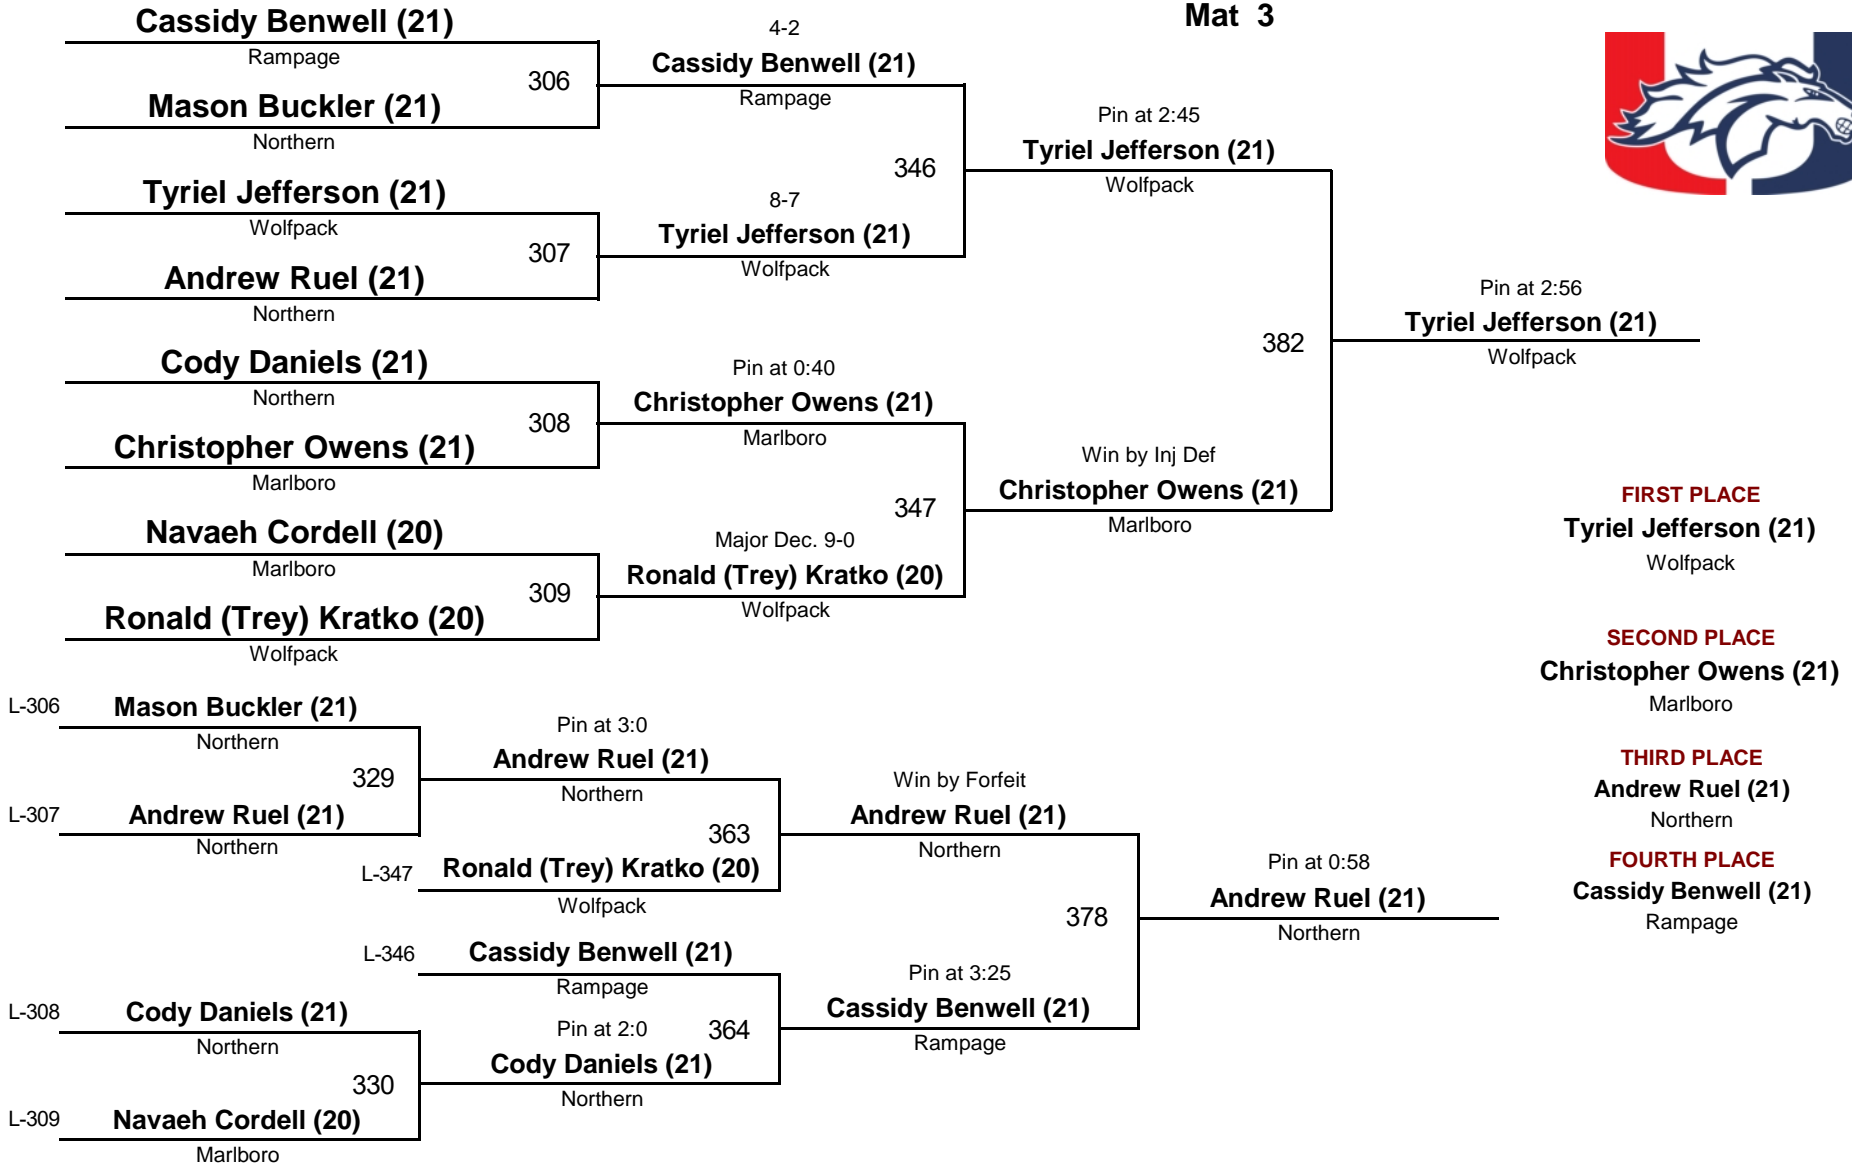 Mat 3
Cassidy Benwell (21)
Rampage
306
Mason Buckler (21)
Northern
Tyriel Jefferson (21)
Wolfpack
307
Andrew Ruel (21)
Northern
Cody Daniels (21)
Northern
308
Christopher Owens (21)
Marlboro
Navaeh Cordell (20)
Marlboro
309
Ronald (Trey) Kratko (20)
Wolfpack
4-2
Cassidy Benwell (21)
Rampage
346
8-7
Tyriel Jefferson (21)
Wolfpack
Pin at 0:40
Christopher Owens (21)
Marlboro
347
Major Dec. 9-0
Ronald (Trey) Kratko (20)
Wolfpack
Pin at 2:45
Tyriel Jefferson (21)
Wolfpack
382
Win by Inj Def
Christopher Owens (21)
Marlboro
Pin at 2:56
Tyriel Jefferson (21)
Wolfpack
L-306
Mason Buckler (21)
Northern
329
L-307
Andrew Ruel (21)
Northern
Pin at 3:0
Andrew Ruel (21)
Northern
363
L-347
Ronald (Trey) Kratko (20)
Wolfpack
L-346
Cassidy Benwell (21)
Rampage
364
L-308
Cody Daniels (21)
Northern
330
L-309
Navaeh Cordell (20)
Marlboro
Pin at 2:0
Cody Daniels (21)
Northern
Win by Forfeit
Andrew Ruel (21)
Northern
378
Pin at 3:25
Cassidy Benwell (21)
Rampage
Pin at 0:58
Andrew Ruel (21)
Northern
FIRST PLACE
Tyriel Jefferson (21)
Wolfpack
SECOND PLACE
Christopher Owens (21)
Marlboro
THIRD PLACE
Andrew Ruel (21)
Northern
FOURTH PLACE
Cassidy Benwell (21)
Rampage